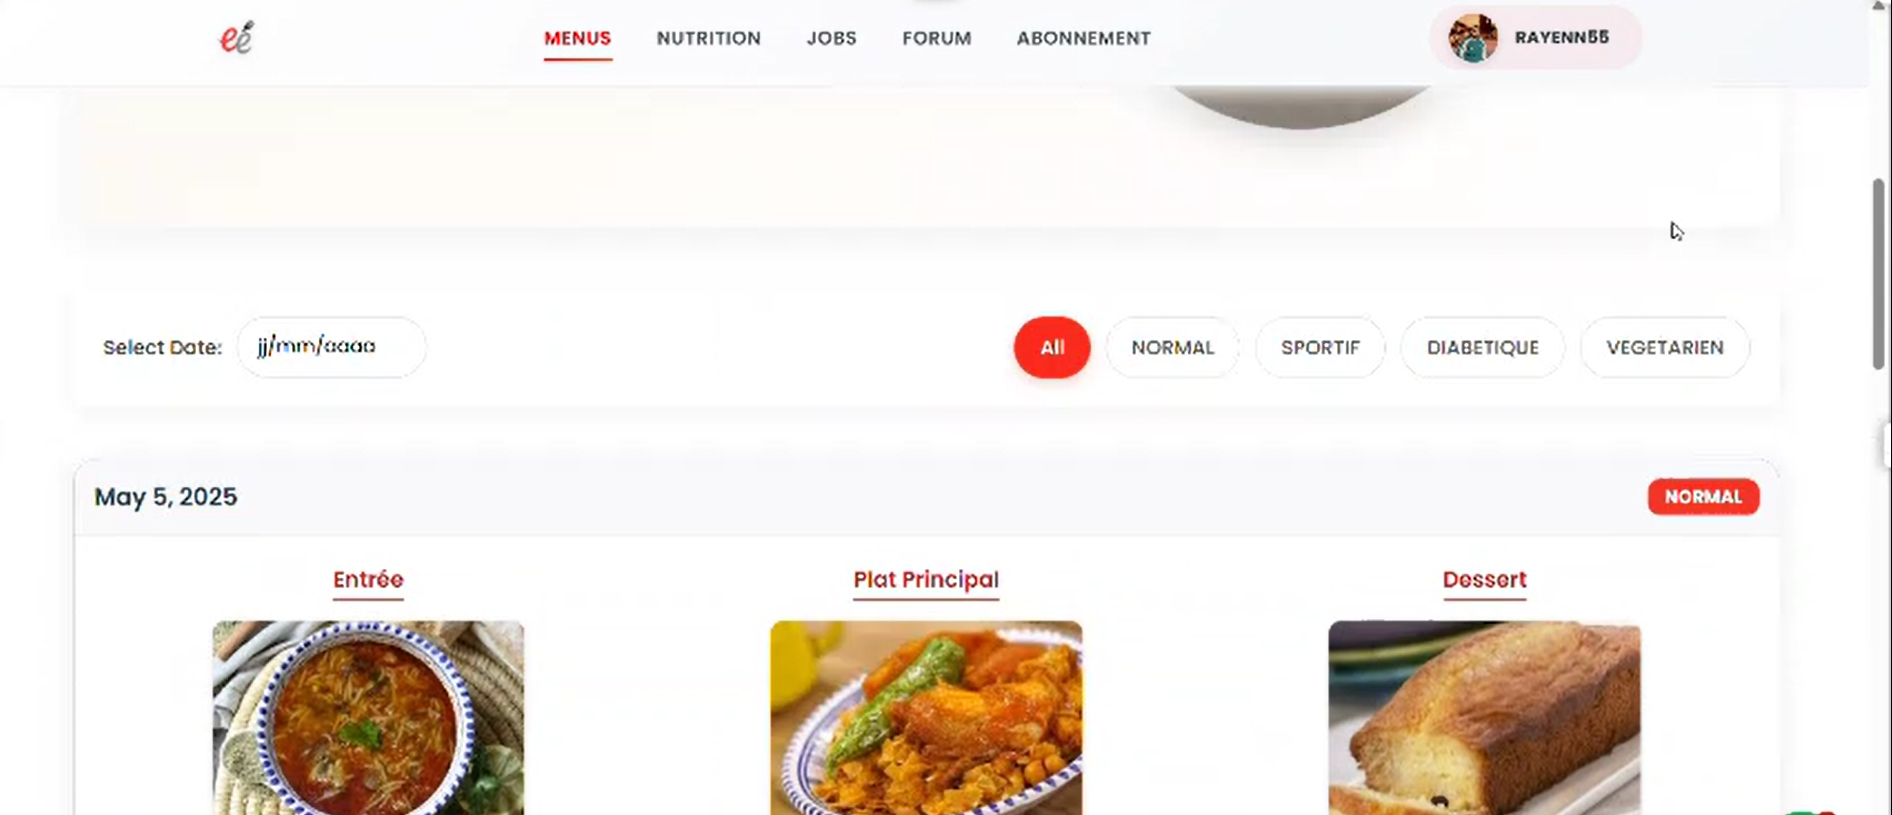 eé
MENUS NUTRITION JOBS FORUM ABONNEMENT RAYENN55
Select Date: jj/mm/aaaa All NORMAL SPORTIF DIABETIQUE VEGETARIEN
May 5, 2025 NORMAL
Entrée Plat Principal Dessert